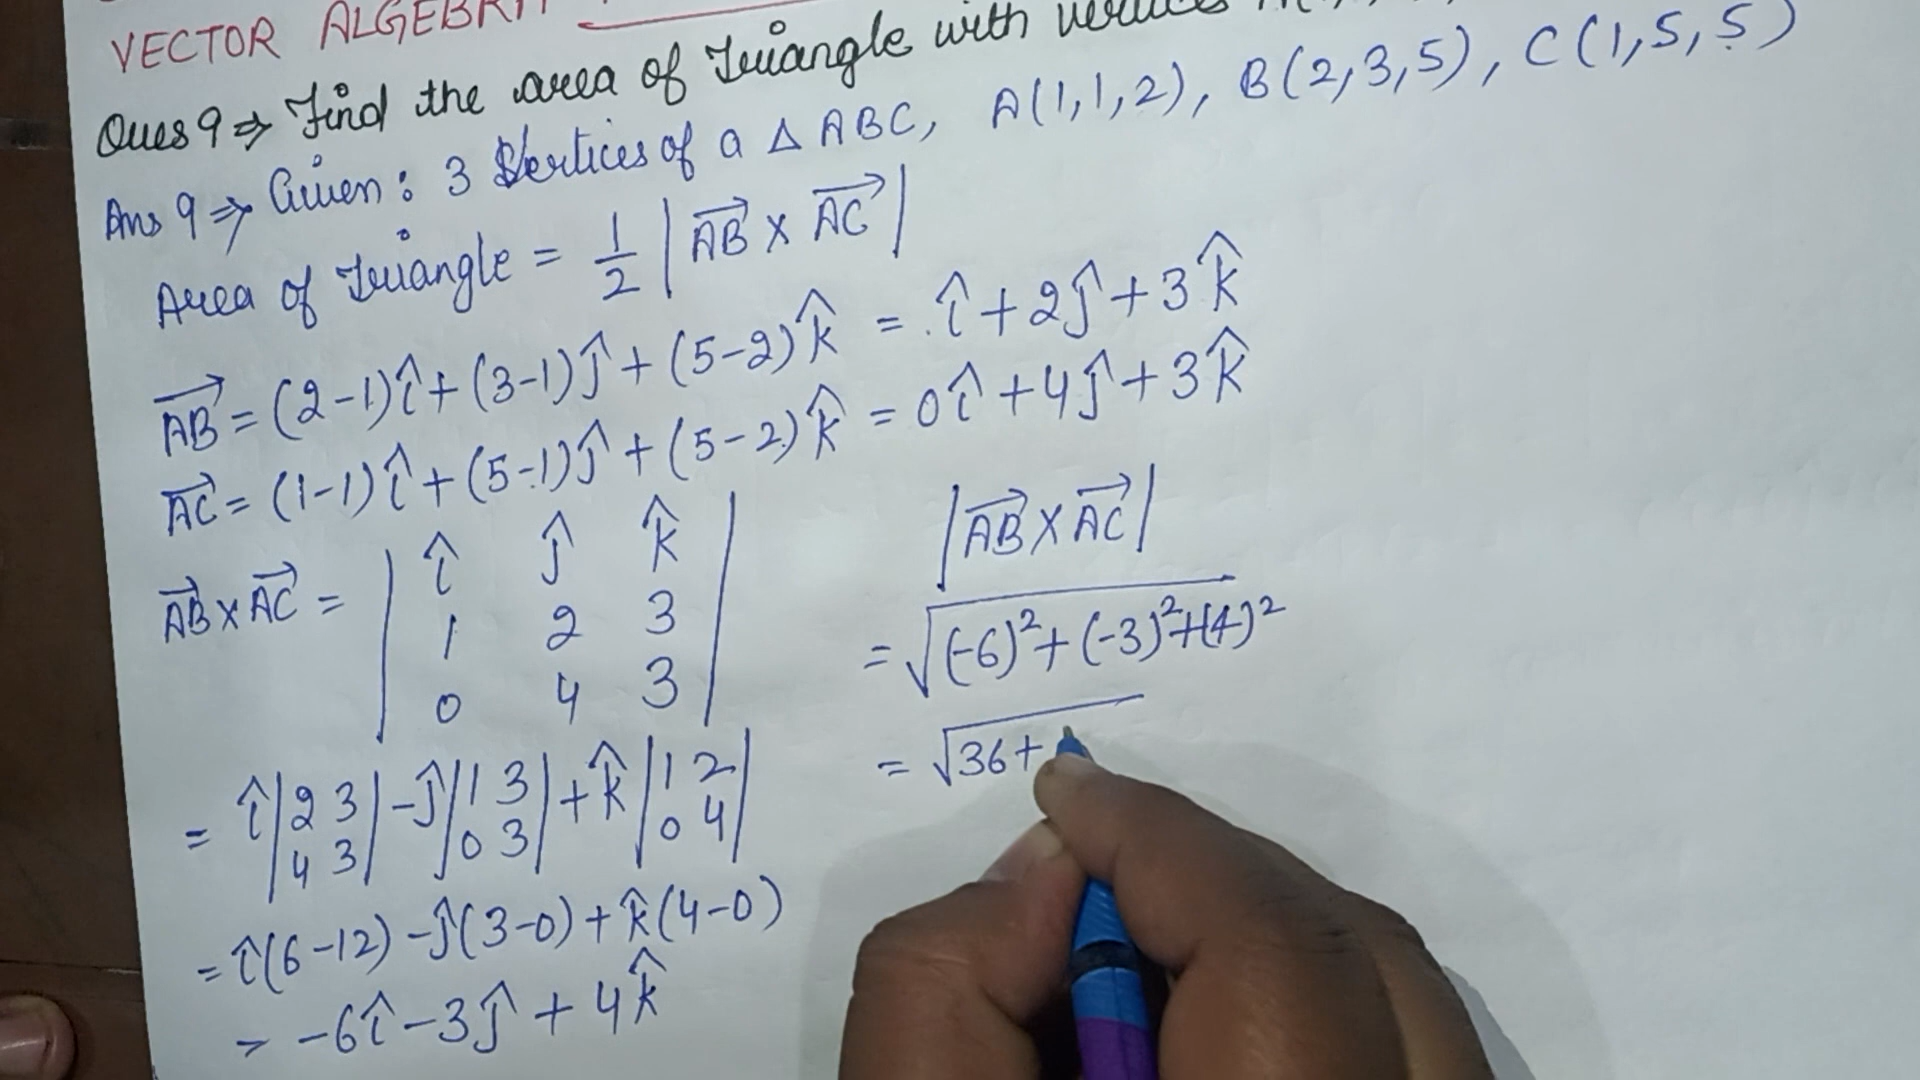 VECTOR ALGEBRA
Ques 9 ⇒ Find the area of Triangle with vertices
Ans 9 ⇒ Given : 3 Vertices of a △ ABC, A(1,1,2), B(2,3,5), C(1,5,5)
Area of Triangle = 1/2 |AB⃗ × AC⃗|
AB⃗ = (2-1)î + (3-1)ĵ + (5-2)k̂ = î + 2ĵ + 3k̂
AC⃗ = (1-1)î + (5-1)ĵ + (5-2)k̂ = 0î + 4ĵ + 3k̂
AB⃗ × AC⃗ = | î ĵ k̂ |
| 1 2 3 |
| 0 4 3 |
= î |2 3| - ĵ |1 3| + k̂ |1 2|
|4 3| |0 3| |0 4|
= î(6-12) - ĵ(3-0) + k̂(4-0)
= -6î - 3ĵ + 4k̂
|AB⃗ × AC⃗|
= √(-6)² + (-3)² + (4)²
= √36 +